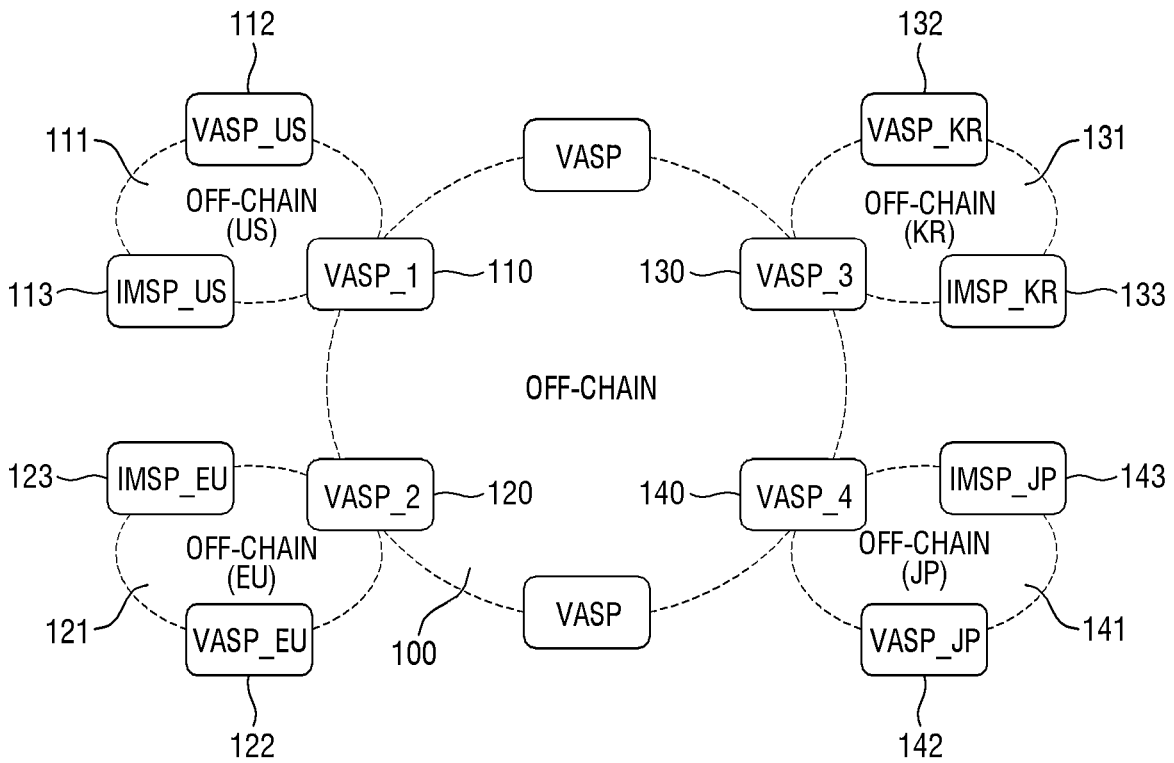 112
132
111
VASP_US
VASP
VASP_KR
131
OFF-CHAIN
(US)
OFF-CHAIN
(KR)
113
IMSP_US
VASP_1
110
130
VASP_3
IMSP_KR
133
OFF-CHAIN
123
IMSP_EU
VASP_2
120
140
VASP_4
IMSP_JP
143
OFF-CHAIN
(EU)
OFF-CHAIN
(JP)
121
VASP_EU
100
VASP
VASP_JP
141
122
142